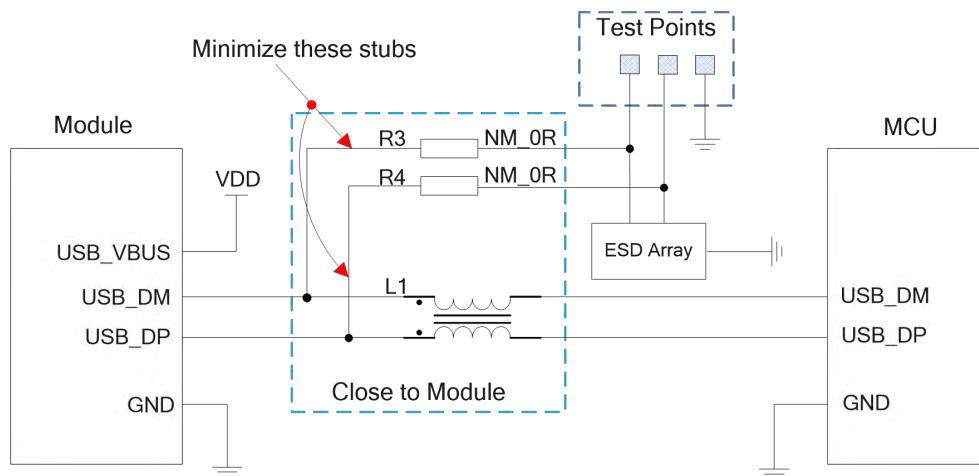 Test Points
Minimize these stubs
Module
MCU
R3
NM_0R
R4
NM_0R
VDD
USB_VBUS
ESD Array
L1
USB_DM
USB_DM
USB_DP
USB_DP
Close to Module
GND
GND